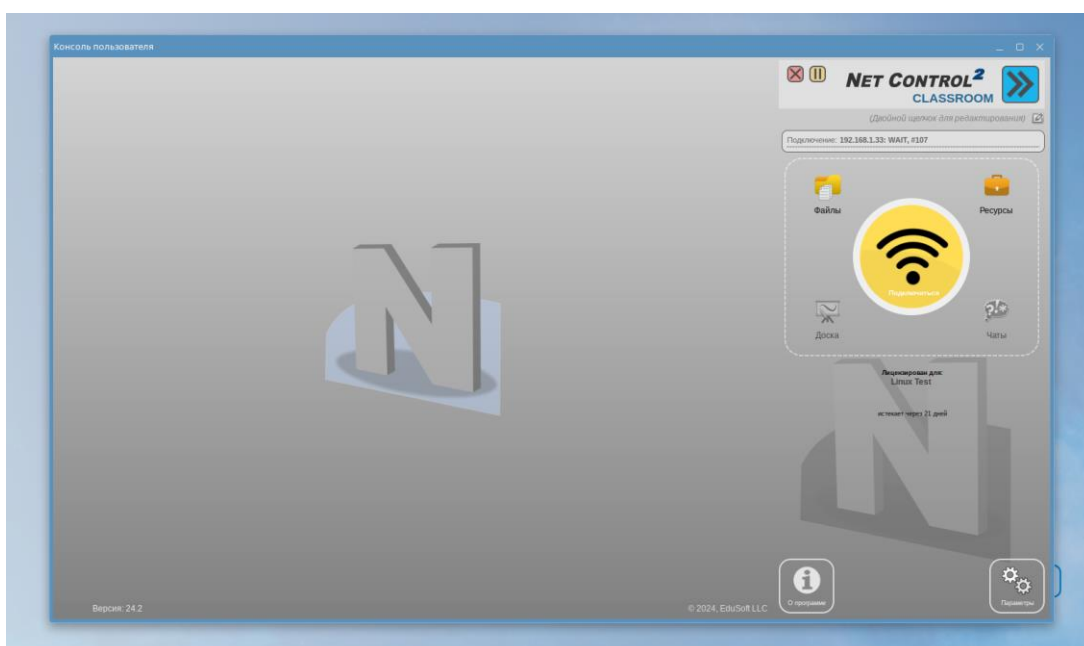 Консоль пользователя
NET CONTROL2
CLASSROOM
(Двойной щелчок для редактирования)
Подключение: 192.168.1.33: WAIT, #107
Файлы
Ресурсы
Подключиться
Доска
Чаты
Лицензирован для:
Linux Test
истекает через 21 дней
О программе
Параметры
Версия: 24.2
© 2024, EduSoft LLC